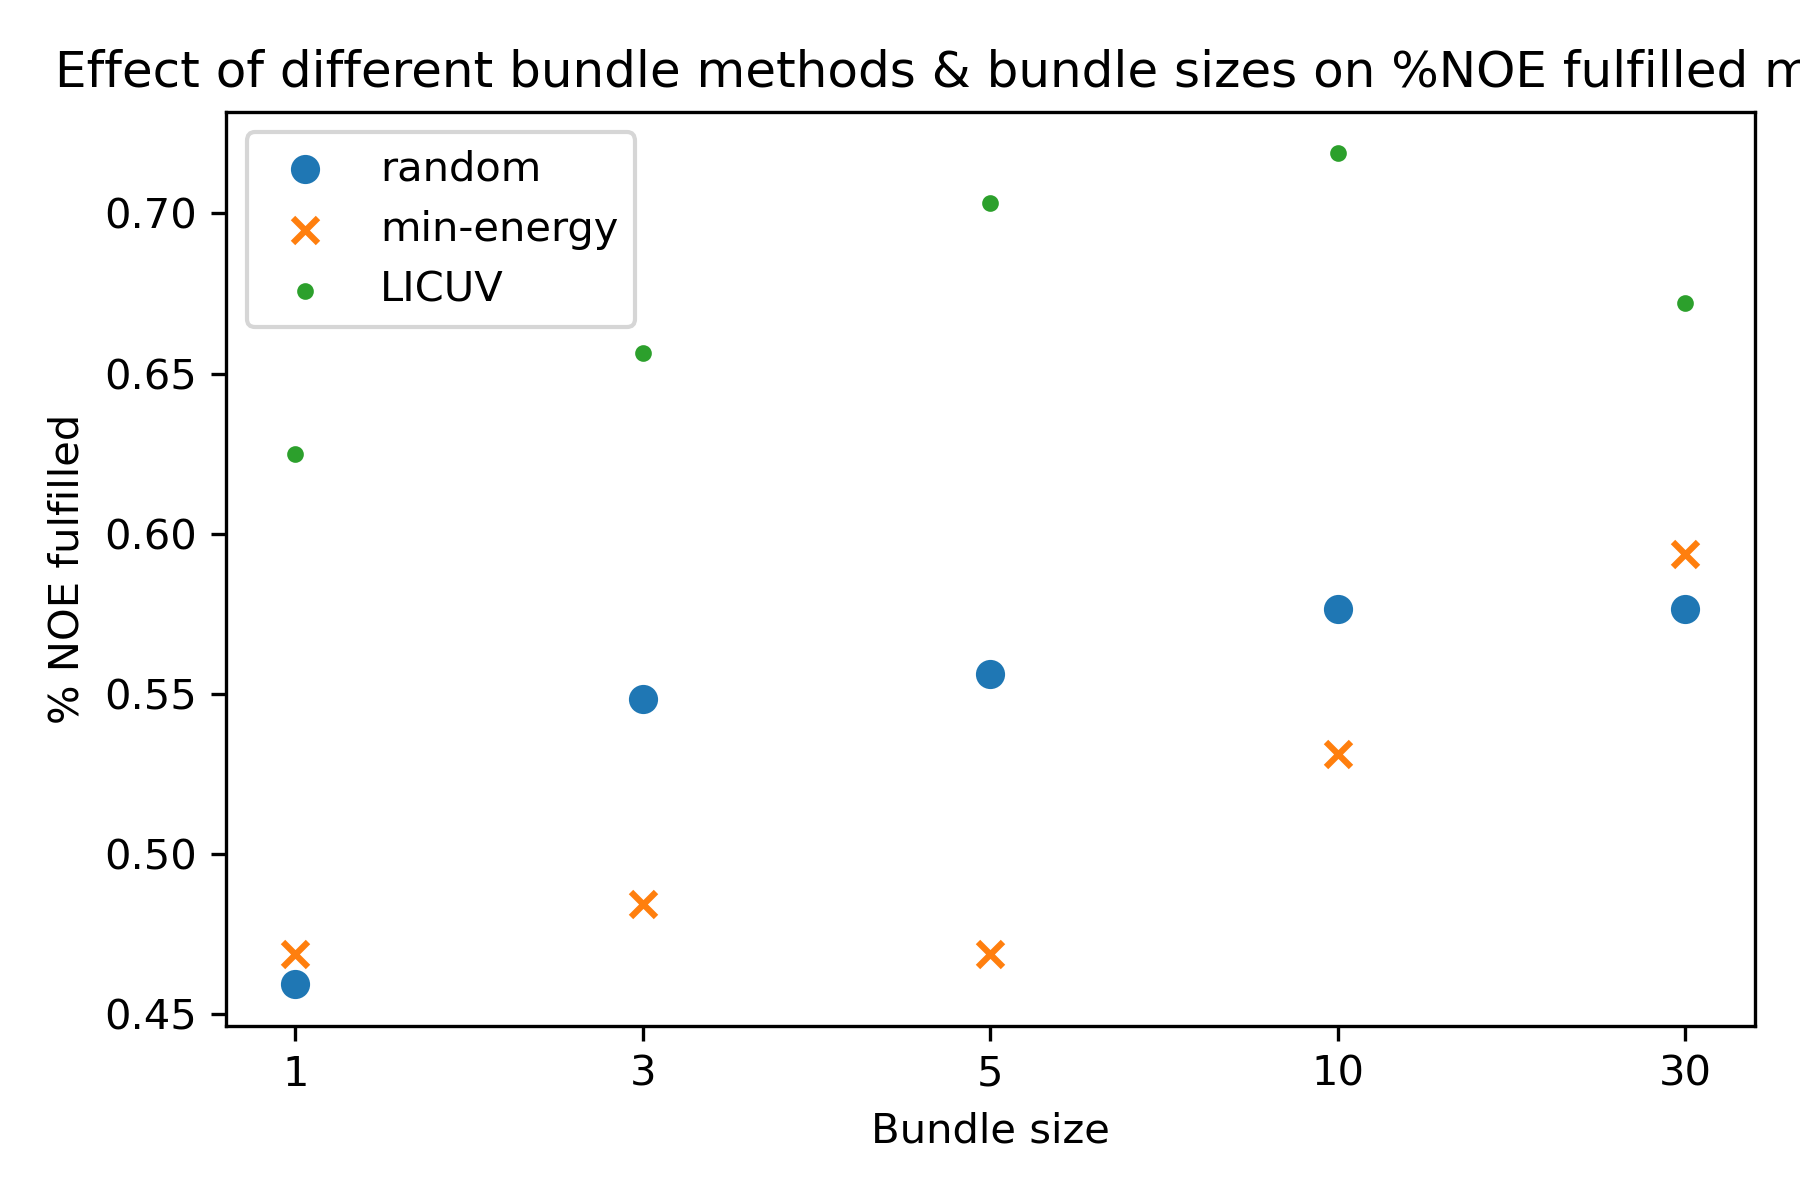 Effect of different bundle methods & bundle sizes on %NOE fulfilled
random
min-energy
LICUV
0.70
0.65
0.60
0.55
0.50
0.45
% NOE fulfilled
1 3 5 10 30
Bundle size